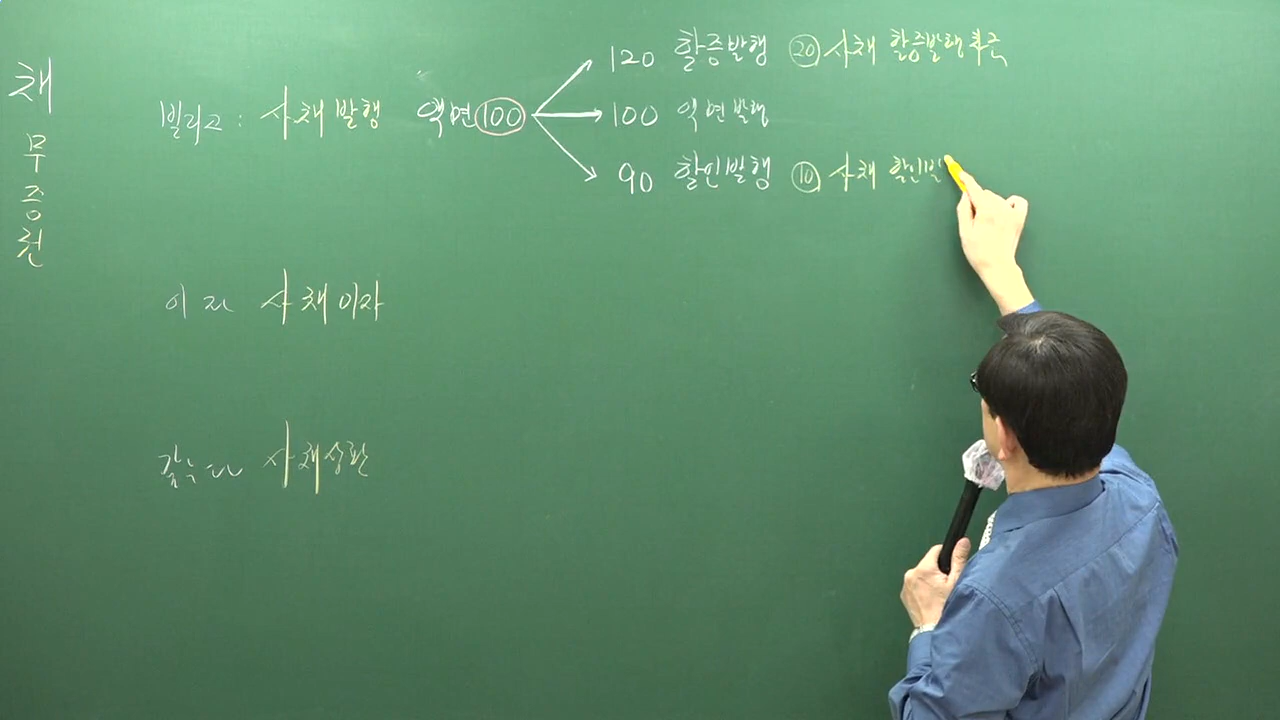 채
무
증
권
빌리고: 사채발행 액면 100
120 할증발행 20 사채 할증발행차금
100 액면발행
90 할인발행 10 사채 할인발
이자 사채이자
갚누나 사채상환